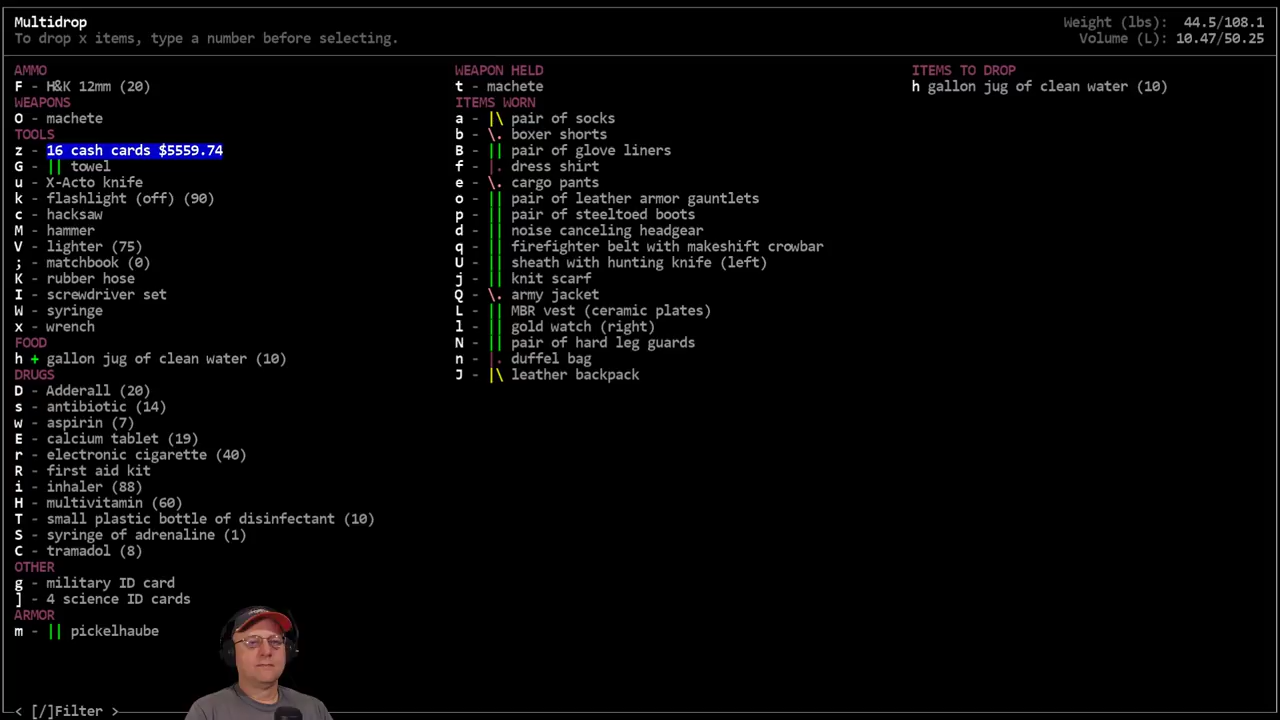 Multidrop
To drop x items, type a number before selecting.
Weight (lbs): 44.5/108.1
Volume (L): 10.47/50.25
AMMO
F - H&K 12mm (20)
WEAPONS
O - machete
TOOLS
z - 16 cash cards $5559.74
G - || towel
u - X-Acto knife
k - flashlight (off) (90)
c - hacksaw
M - hammer
V - lighter (75)
; - matchbook (0)
K - rubber hose
I - screwdriver set
W - syringe
x - wrench
FOOD
h + gallon jug of clean water (10)
DRUGS
D - Adderall (20)
s - antibiotic (14)
w - aspirin (7)
E - calcium tablet (19)
r - electronic cigarette (40)
R - first aid kit
i - inhaler (88)
H - multivitamin (60)
T - small plastic bottle of disinfectant (10)
S - syringe of adrenaline (1)
C - tramadol (8)
OTHER
g - military ID card
] - 4 science ID cards
ARMOR
m - || pickelhaube
WEAPON HELD
t - machete
ITEMS WORN
a - |\ pair of socks
b - \. boxer shorts
B - || pair of glove liners
f - |. dress shirt
e - \. cargo pants
o - || pair of leather armor gauntlets
p - || pair of steeltoed boots
d - || noise canceling headgear
q - || firefighter belt with makeshift crowbar
U - || sheath with hunting knife (left)
j - || knit scarf
Q - \. army jacket
L - || MBR vest (ceramic plates)
l - || gold watch (right)
N - || pair of hard leg guards
n - |. duffel bag
J - |\ leather backpack
ITEMS TO DROP
h gallon jug of clean water (10)
< [/]Filter >